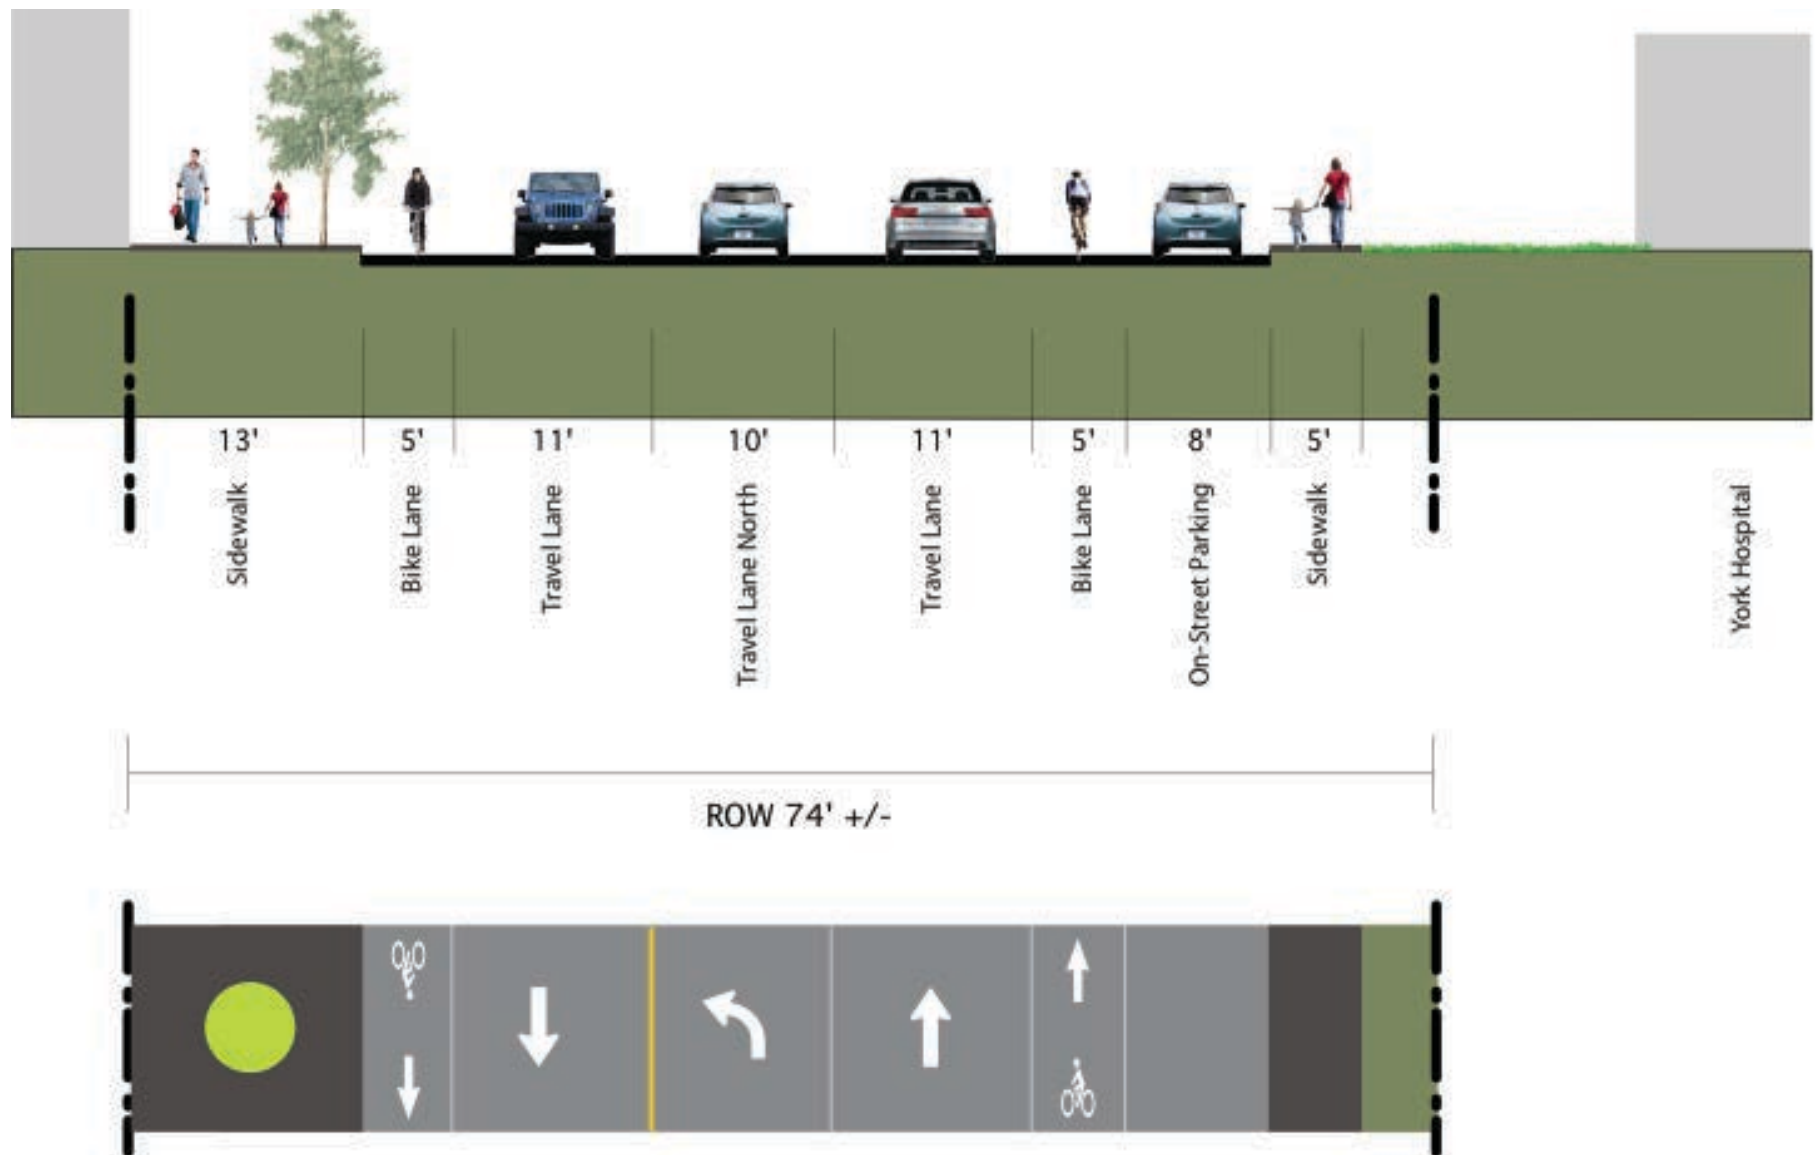 13'
5'
11'
10'
11'
5'
8'
5'
Sidewalk
Bike Lane
Travel Lane
Travel Lane North
Travel Lane
Bike Lane
On-Street Parking
Sidewalk
York Hospital
ROW 74' +/-